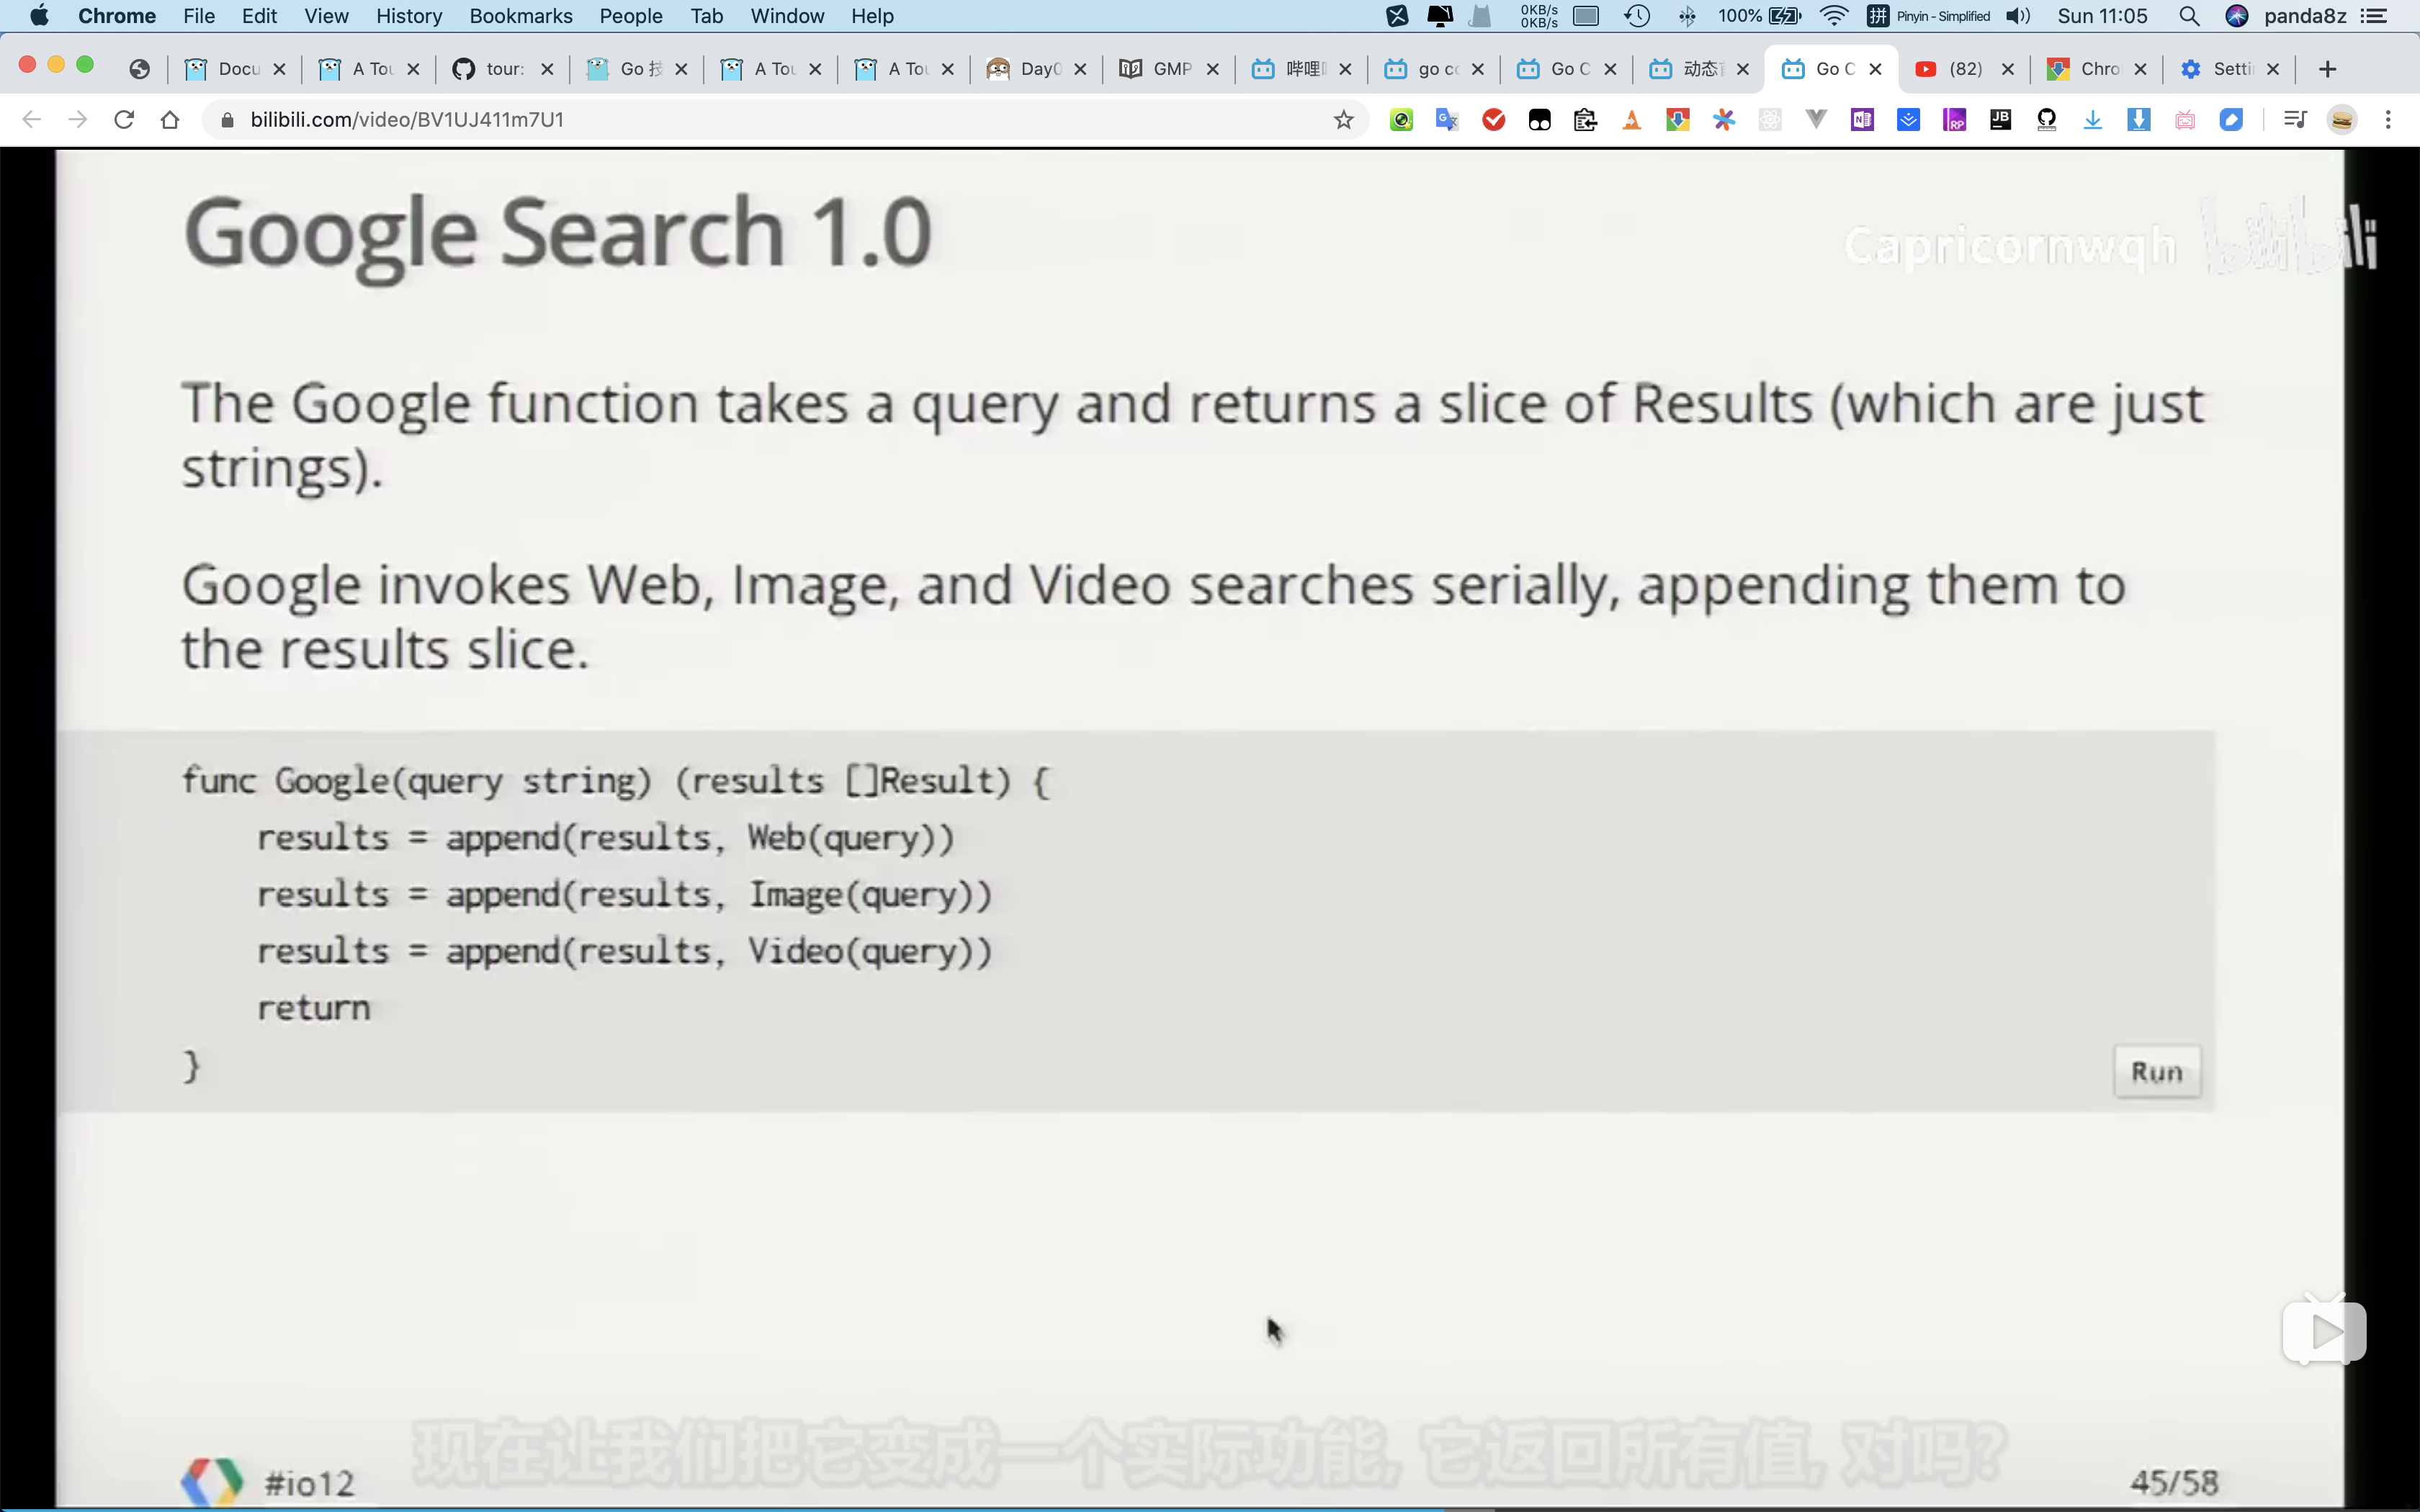 Chrome File Edit View History Bookmarks People Tab Window Help 0KB/s 0KB/s 100% 拼 Pinyin - Simplified Sun 11:05 panda8z
Docu A Tou tour: Go 技 A Tou A Tou Day0 GMP 哔哩 go co Go C 动态 Go C (82) Chro Setti
bilibili.com/video/BV1UJ411m7U1
Google Search 1.0
Capricornwqh bilibili
The Google function takes a query and returns a slice of Results (which are just
strings).
Google invokes Web, Image, and Video searches serially, appending them to
the results slice.
func Google(query string) (results []Result) {
results = append(results, Web(query))
results = append(results, Image(query))
results = append(results, Video(query))
return
}
Run
现在让我们把它变成一个实际功能, 它返回所有值, 对吗?
#io12
45/58